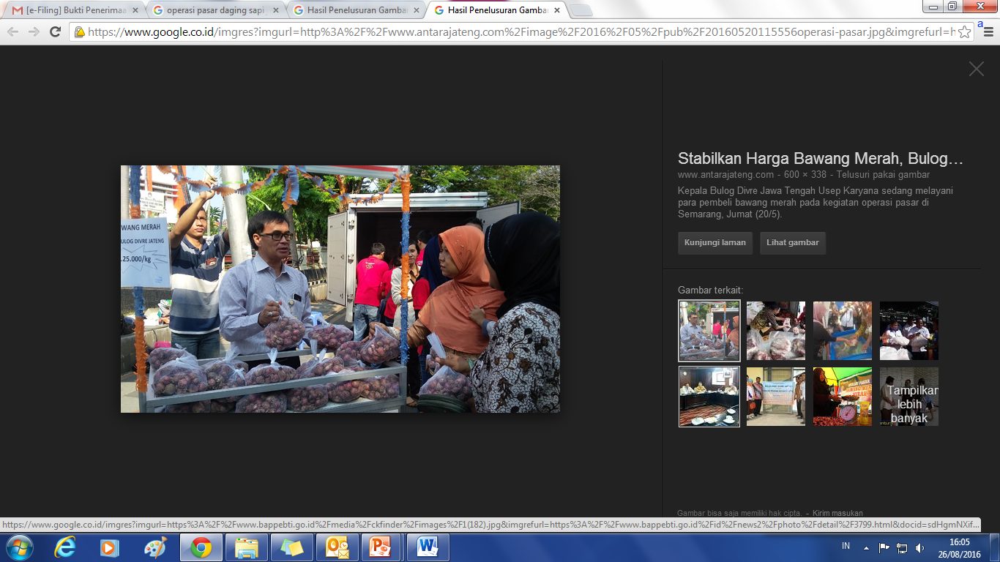 [e-Filing] Bukti Penerimaa
operasi pasar daging sapi
Hasil Penelusuran Gamba
Hasil Penelusuran Gamba
https://www.google.co.id/imgres?imgurl=http%3A%2F%2Fwww.antarajateng.com%2Fimage%2F2016%2F05%2Fpub%2F20160520115556operasi-pasar.jpg&imgrefurl=h
a
WANG MERAH
BULOG DIVRE JATENG
.25.000/kg
Stabilkan Harga Bawang Merah, Bulog…
www.antarajateng.com - 600 × 338 - Telusuri pakai gambar
Kepala Bulog Divre Jawa Tengah Usep Karyana sedang melayani
para pembeli bawang merah pada kegiatan operasi pasar di
Semarang, Jumat (20/5).
Kunjungi laman
Lihat gambar
Gambar terkait:
Tampilkan
lebih
banyak
Gambar bisa saja memiliki hak cipta. - Kirim masukan
https://www.google.co.id/imgres?imgurl=https%3A%2F%2Fwww.bappebti.go.id%2Fmedia%2Fckfinder%2Fimages%2F1(182).jpg&imgrefurl=https%3A%2F%2Fwww.bappebti.go.id%2Fid%2Fnews2%2Fphoto%2Fdetail%2F3799.html&docid=sdHgmNXif...
IN
16:05
26/08/2016